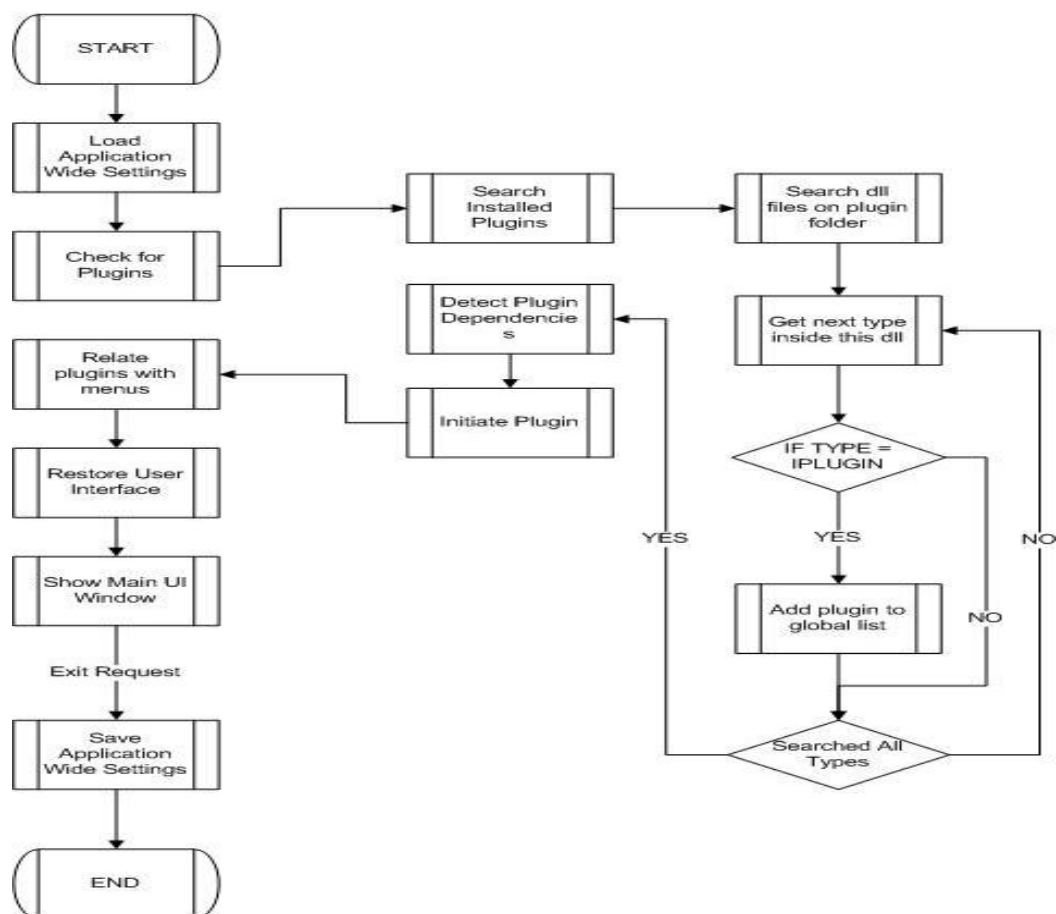 START
Load
Application
Wide Settings
Check for
Plugins
Search
Installed
Plugins
Search dll
files on plugin
folder
Get next type
inside this dll
IF TYPE =
IPLUGIN
YES
NO
Add plugin to
global list
Searched All
Types
YES
NO
Detect Plugin
Dependencie
s
Initiate Plugin
Relate
plugins with
menus
Restore User
Interface
Show Main UI
Window
Exit Request
Save
Application
Wide Settings
END